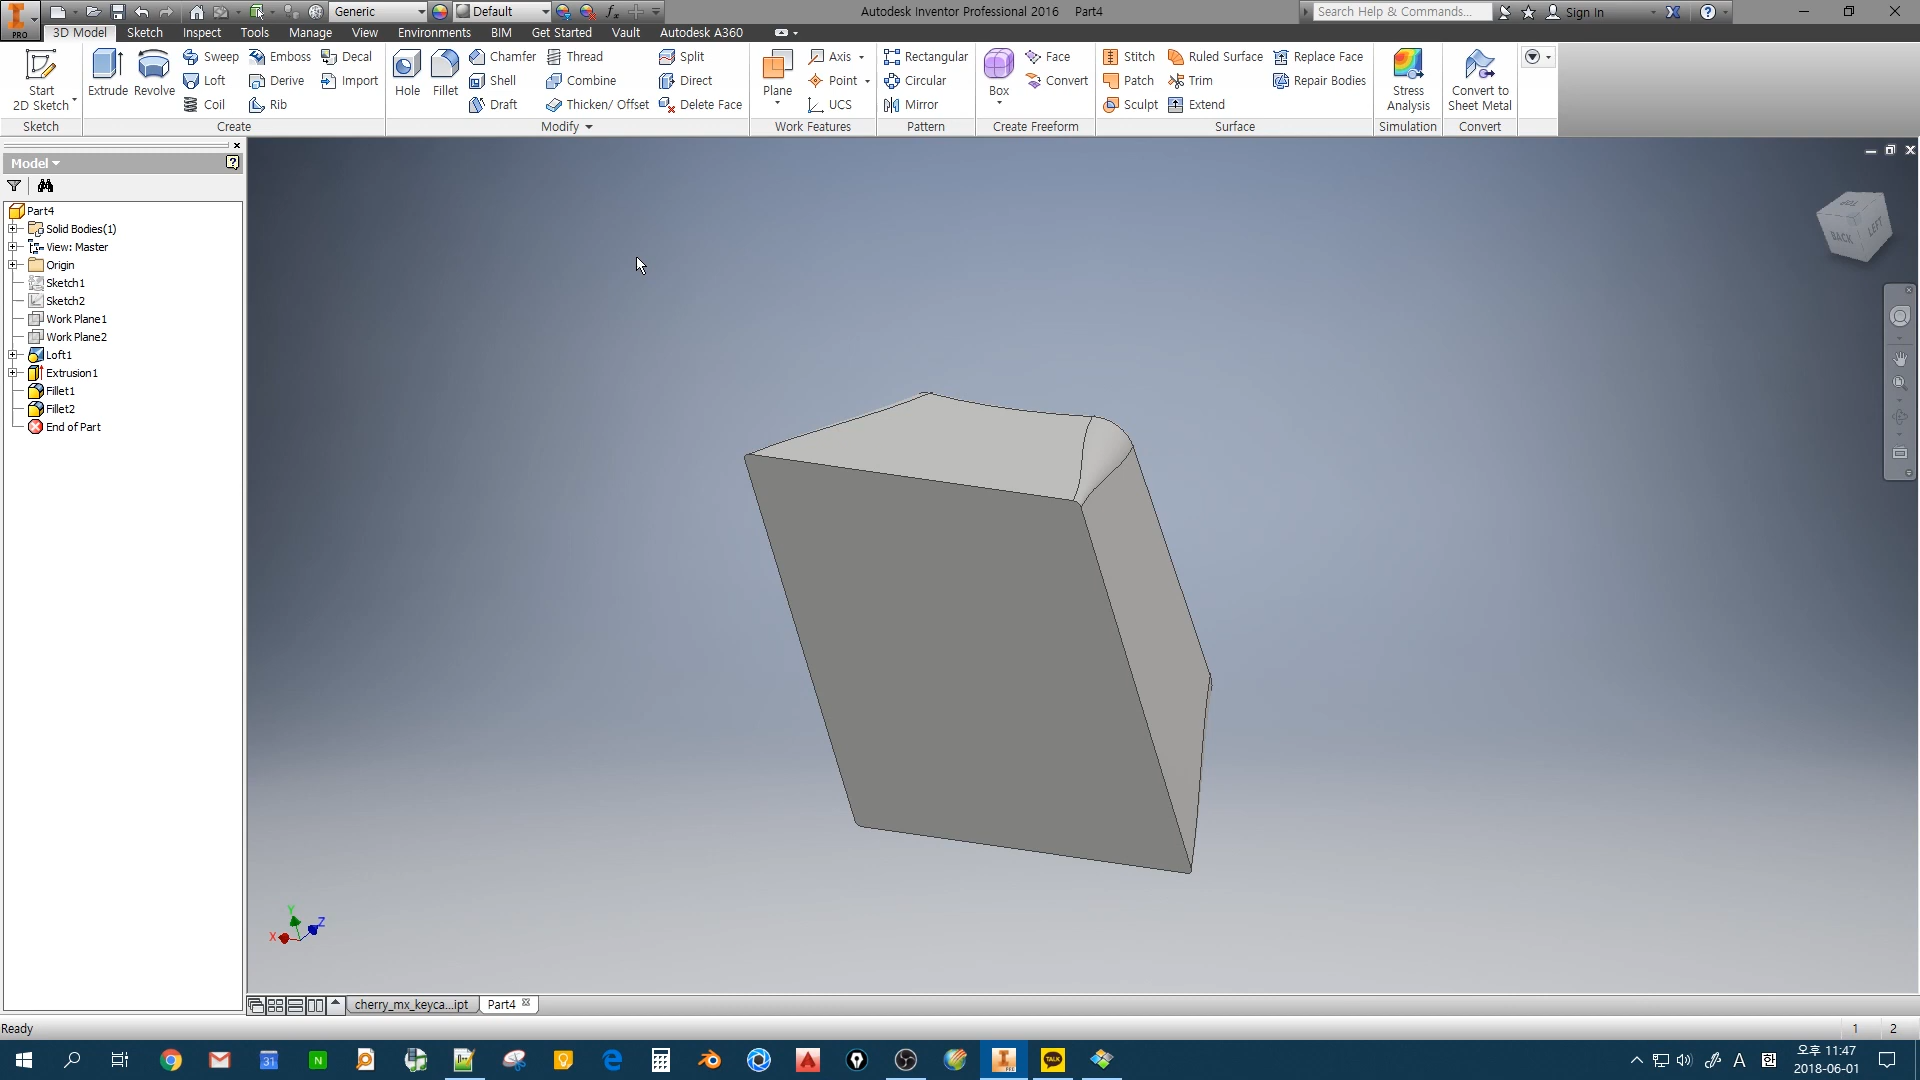 PRO
Generic
Default
Autodesk Inventor Professional 2016 Part4
Search Help & Commands...
Sign In
3D Model Sketch Inspect Tools Manage View Environments BIM Get Started Vault Autodesk A360
Start
2D Sketch
Extrude
Revolve
Sweep
Loft
Coil
Emboss
Derive
Rib
Decal
Import
Hole
Fillet
Chamfer
Shell
Draft
Thread
Combine
Thicken/ Offset
Split
Direct
Delete Face
Plane
Axis
Point
UCS
Rectangular
Circular
Mirror
Box
Face
Convert
Stitch
Patch
Sculpt
Ruled Surface
Trim
Extend
Replace Face
Repair Bodies
Stress
Analysis
Convert to
Sheet Metal
Sketch Create Modify Work Features Pattern Create Freeform Surface Simulation Convert
Model
Part4
Solid Bodies(1)
View: Master
Origin
Sketch1
Sketch2
Work Plane1
Work Plane2
Loft1
Extrusion1
Fillet1
Fillet2
End of Part
BACK
LEFT
Y
Z
X
cherry_mx_keyca...ipt
Part4
Ready
1 2
31
N
TALK
A
오후 11:47
2018-06-01